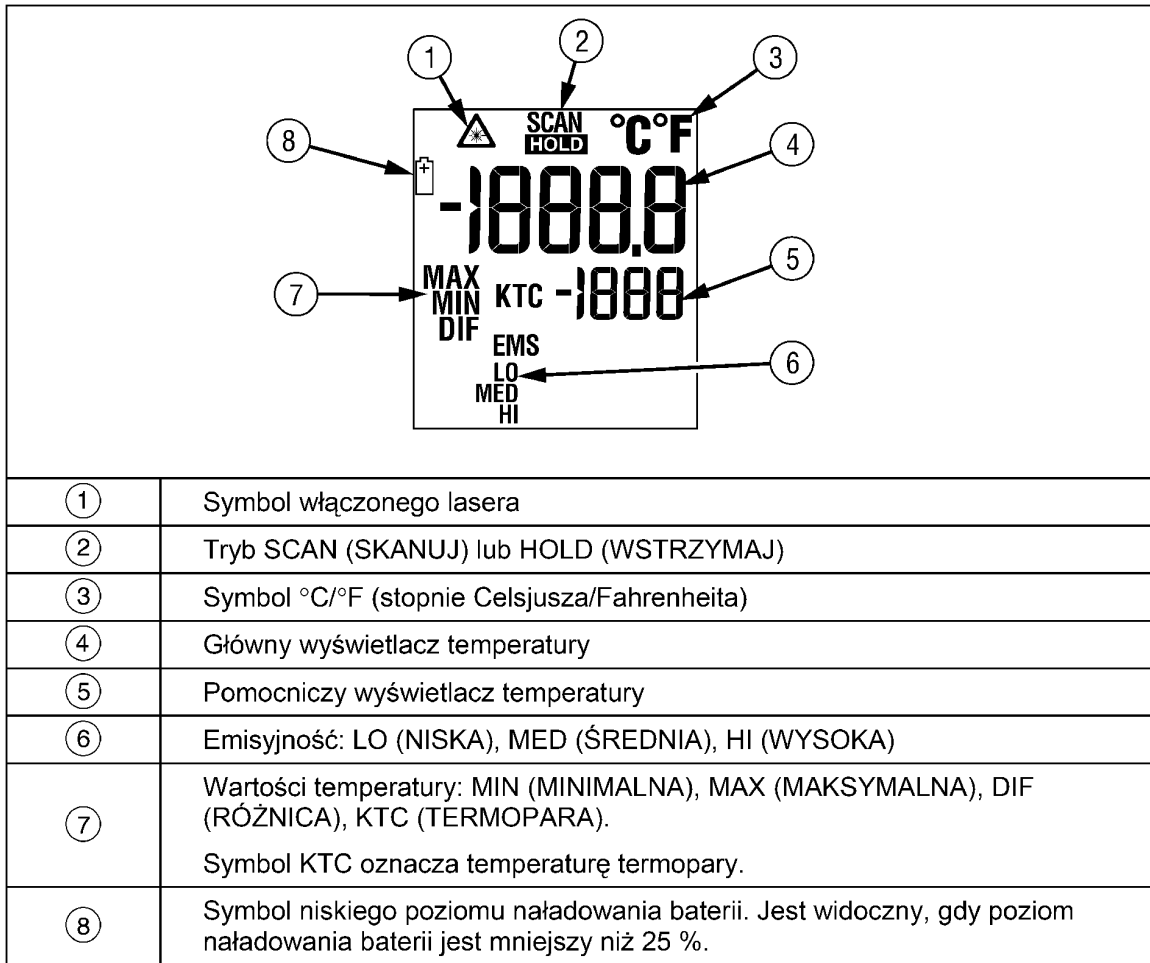 1
2
3
8
SCAN
HOLD
°C°F
4
+
-1888.8
5
7
MAX
MIN
DIF
KTC
-1888
EMS
LO
MED
HI
6
1 Symbol włączonego lasera
2 Tryb SCAN (SKANUJ) lub HOLD (WSTRZYMAJ)
3 Symbol °C/°F (stopnie Celsjusza/Fahrenheita)
4 Główny wyświetlacz temperatury
5 Pomocniczy wyświetlacz temperatury
6 Emisyjność: LO (NISKA), MED (ŚREDNIA), HI (WYSOKA)
7 Wartości temperatury: MIN (MINIMALNA), MAX (MAKSYMALNA), DIF
(RÓŻNICA), KTC (TERMOPARA).
Symbol KTC oznacza temperaturę termopary.
8 Symbol niskiego poziomu naładowania baterii. Jest widoczny, gdy poziom
naładowania baterii jest mniejszy niż 25 %.